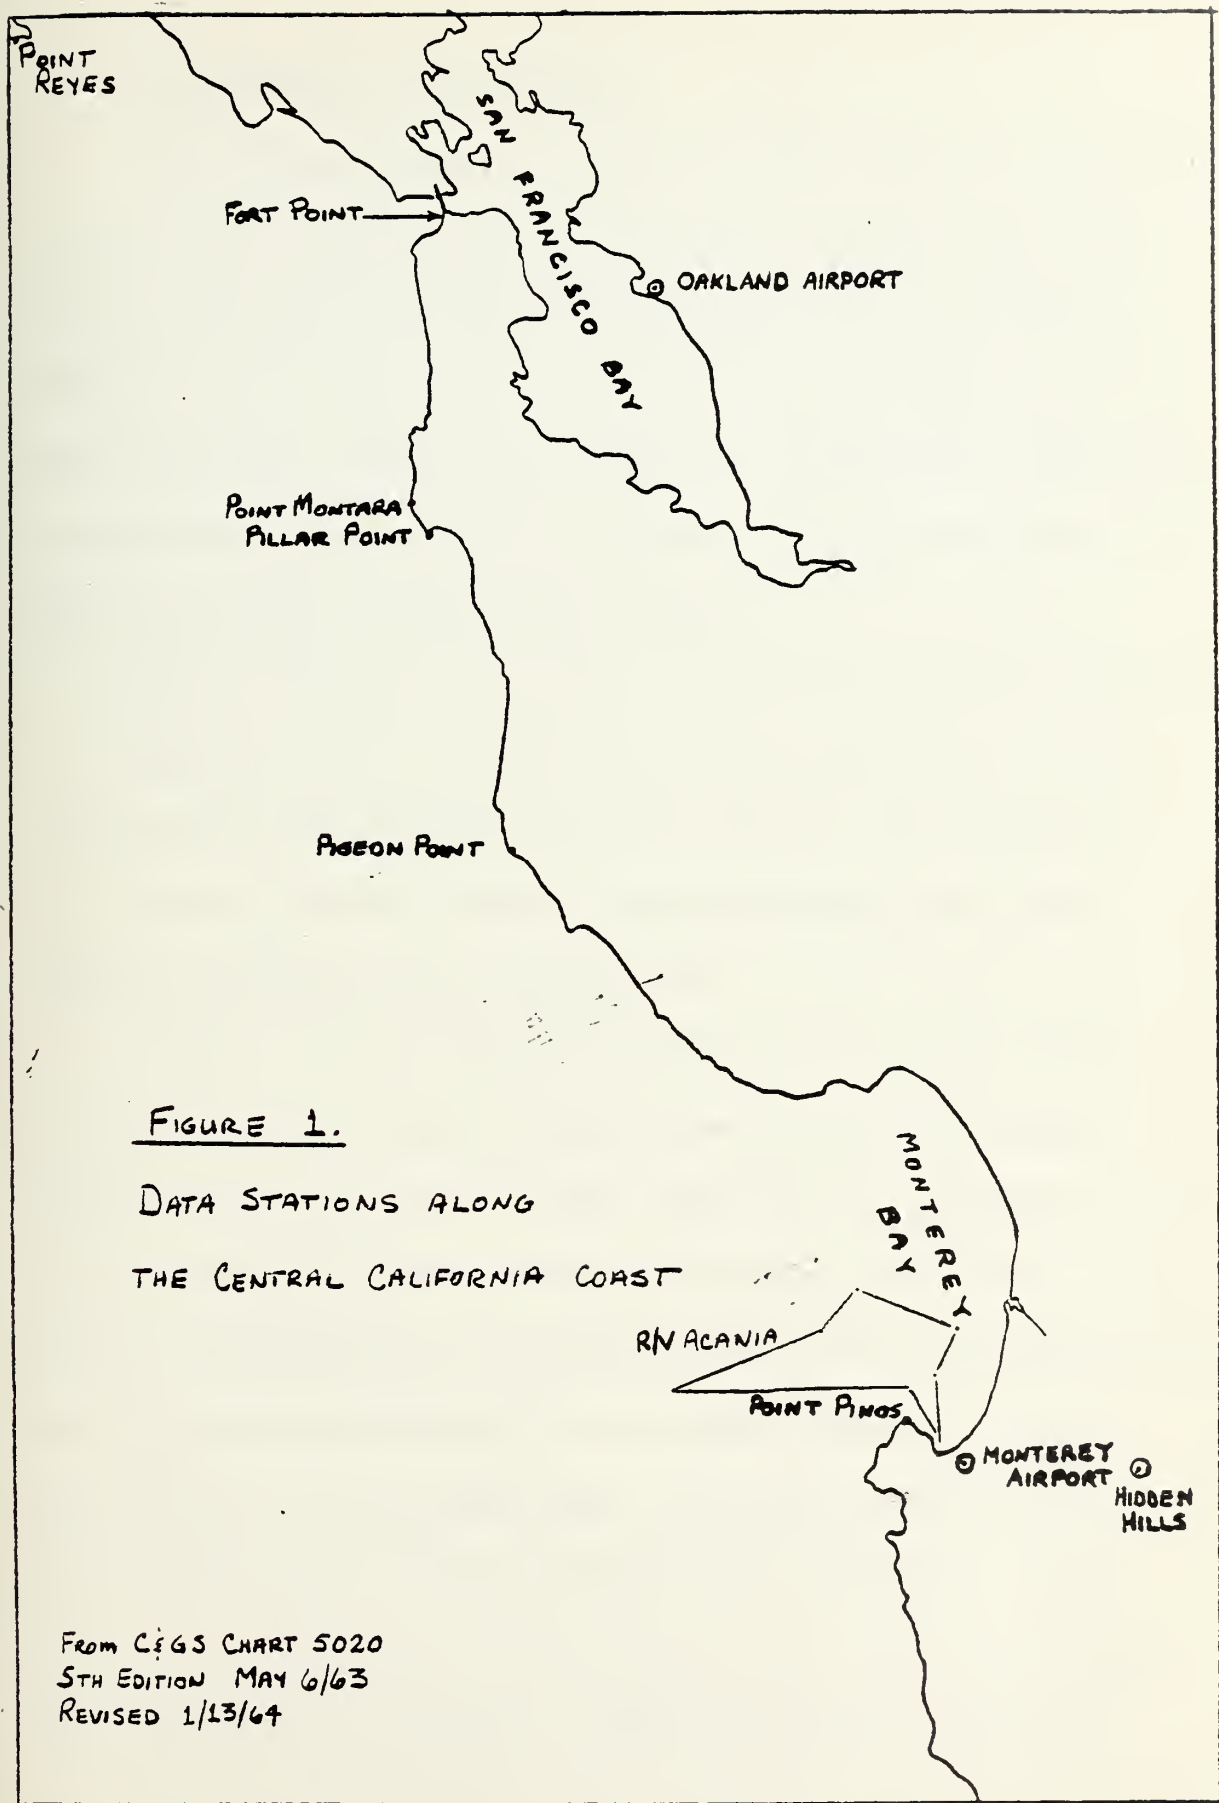 POINT
REYES
SAN FRANCISCO BAY
FORT POINT
OAKLAND AIRPORT
POINT MONTARA
PILLAR POINT
PIGEON POINT
FIGURE 1.
DATA STATIONS ALONG
THE CENTRAL CALIFORNIA COAST
MONTEREY
BAY
R/V ACANIA
POINT PINOS
MONTEREY
AIRPORT
HIDDEN
HILLS
FROM C&GS CHART 5020
5TH EDITION MAY 6/63
REVISED 1/13/64